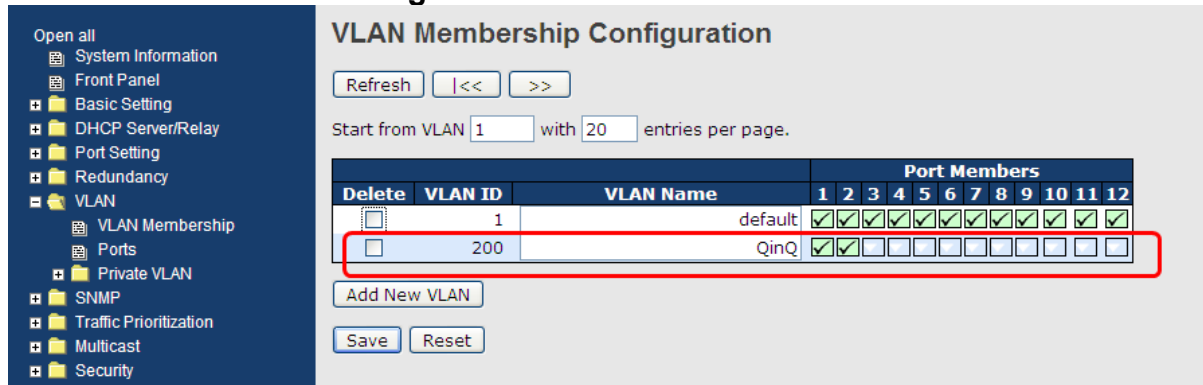 Open all
System Information
Front Panel
Basic Setting
DHCP Server/Relay
Port Setting
Redundancy
VLAN
VLAN Membership
Ports
Private VLAN
SNMP
Traffic Prioritization
Multicast
Security
VLAN Membership Configuration
Refresh |<< >>
Start from VLAN 1 with 20 entries per page.
Port Members
Delete VLAN ID VLAN Name 1 2 3 4 5 6 7 8 9 10 11 12
1 default
200 QinQ
Add New VLAN
Save Reset